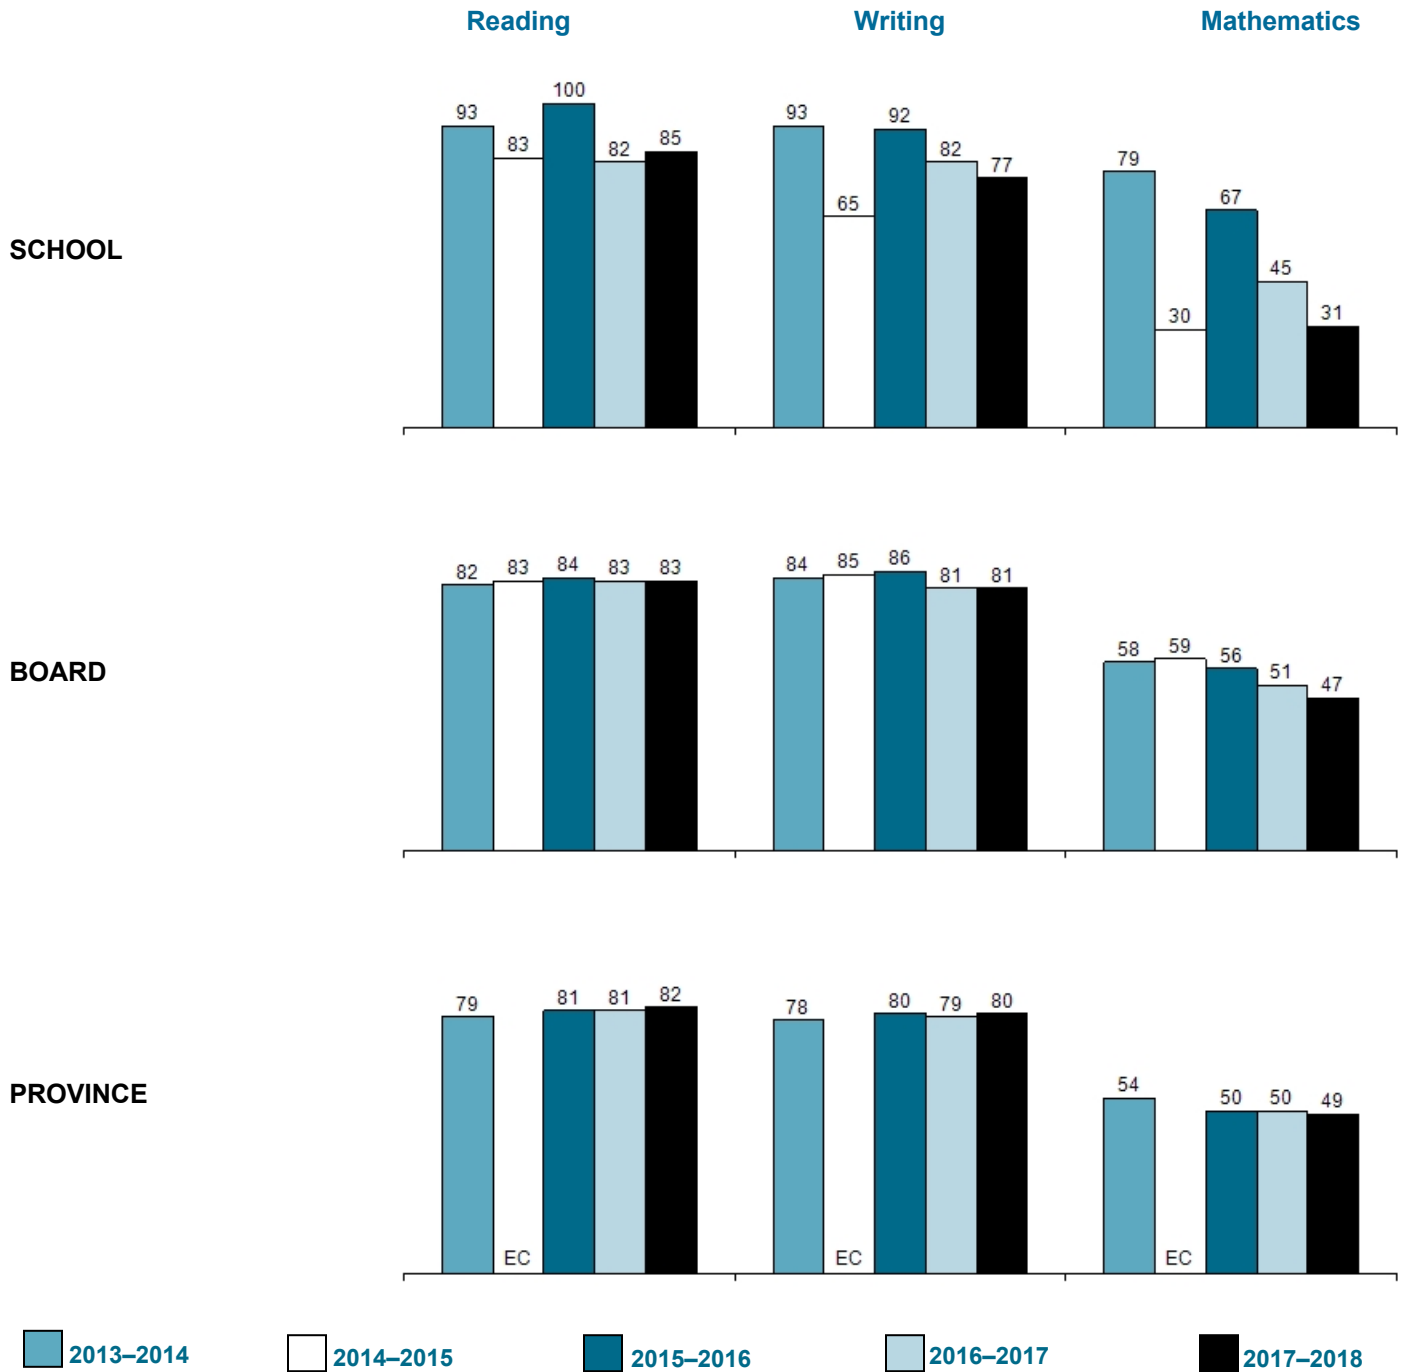 Reading Writing Mathematics
SCHOOL
93 83 100 82 85
93 65 92 82 77
79 30 67 45 31
BOARD
82 83 84 83 83
84 85 86 81 81
58 59 56 51 47
PROVINCE
79 EC 81 81 82
78 EC 80 79 80
54 EC 50 50 49
2013–2014 2014–2015 2015–2016 2016–2017 2017–2018